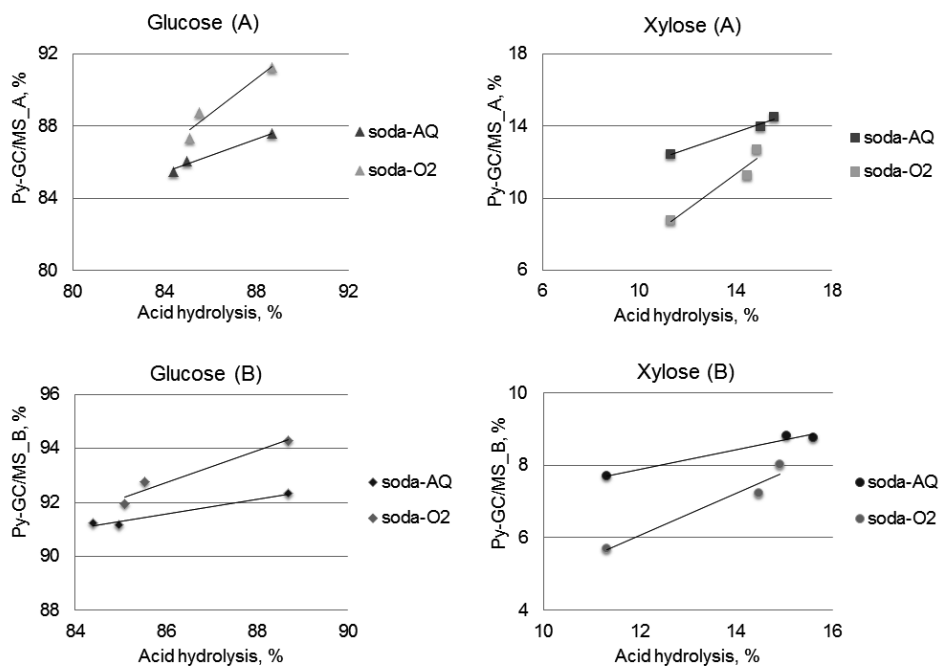 Glucose (A)
Py-GC/MS_A, %
92
88
84
80
80 84 88 92
Acid hydrolysis, %
soda-AQ
soda-O2
Xylose (A)
Py-GC/MS_A, %
18
14
10
6
6 10 14 18
Acid hydrolysis, %
soda-AQ
soda-O2
Glucose (B)
Py-GC/MS_B, %
96
94
92
90
88
84 86 88 90
Acid hydrolysis, %
soda-AQ
soda-O2
Xylose (B)
Py-GC/MS_B, %
10
8
6
4
10 12 14 16
Acid hydrolysis, %
soda-AQ
soda-O2